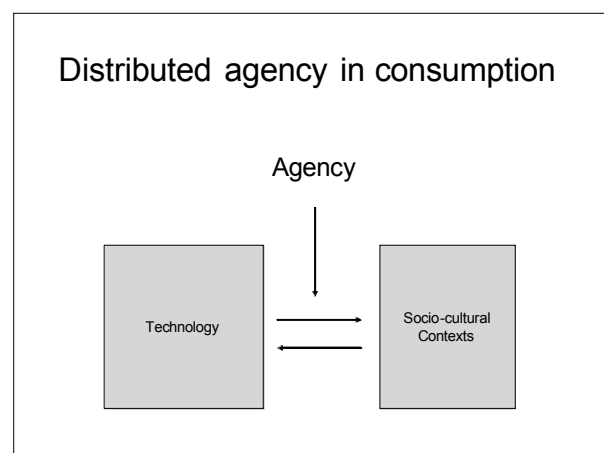 Distributed agency in consumption
Agency
Technology
Socio-cultural
Contexts